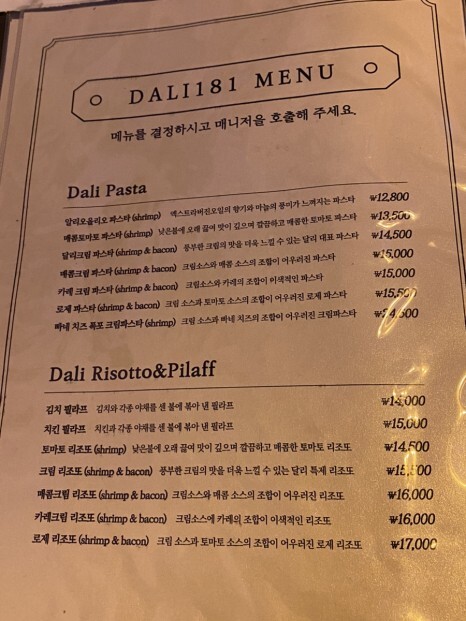 DALI181 MENU
메뉴를 결정하시고 매니저을 호출해 주세요.
Dali Pasta
알리오올리오 파스타 (shrimp) 엑스트라버진오일의 향기와 마늘의 풍미가 느껴지는 파스타 ₩12,800
매콤토마토 파스타 (shrimp) 낮은불에 오래 끓여 맛이 깊으며 깔끔하고 매콤한 토마토 파스타 ₩13,500
달리크림 파스타 (shrimp & bacon) 풍부한 크림의 맛을 더욱 느낄 수 있는 달리 대표 파스타 ₩14,500
매콤크림 파스타 (shrimp & bacon) 크림소스와 매콤 소스의 조합이 어우러진 파스타 ₩15,000
카레 크림 파스타 (shrimp & bacon) 크림소스와 카레의 조합이 이색적인 파스타 ₩15,000
로제 파스타 (shrimp & bacon) 크림 소스와 토마토 소스의 조합이 어우러진 로제 파스타 ₩15,500
빠네 치즈 폭포 크림파스타 (shrimp) 크림 소스와 빠네 치즈의 조합이 어우러진 크림파스타
Dali Risotto&Pilaff
김치 필라프 김치와 각종 야채를 센 불에 볶아 낸 필라프
치킨 필라프 치킨과 각종 야채를 센 불에 볶아 낸 필라프 ₩15,000
토마토 리조또 (shrimp) 낮은불에 오래 끓여 맛이 깊으며 깔끔하고 매콤한 토마토 리조또 ₩14,500
크림 리조또 (shrimp & bacon) 풍부한 크림의 맛을 더욱 느낄 수 있는 달리 특제 리조또
매콤크림 리조또 (shrimp & bacon) 크림소스와 매콤 소스의 조합이 어우러진 리조또 ₩16,000
카레크림 리조또 (shrimp & bacon) 크림소스에 카레의 조합이 이색적인 리조또 ₩16,000
로제 리조또 (shrimp & bacon) 크림 소스과 토마토 소스의 조합이 어우러진 로제 리조또 ₩17,000